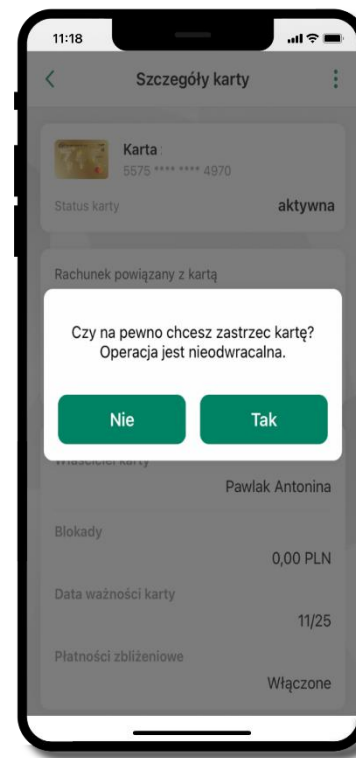 11:18
Szczegóły karty
Karta :
5575 **** **** 4970
Status karty
aktywna
Rachunek powiązany z kartą
Czy na pewno chcesz zastrzec kartę?
Operacja jest nieodwracalna.
Nie Tak
Właściciel karty
Pawlak Antonina
Blokady
0,00 PLN
Data ważności karty
11/25
Płatności zbliżeniowe
Włączone